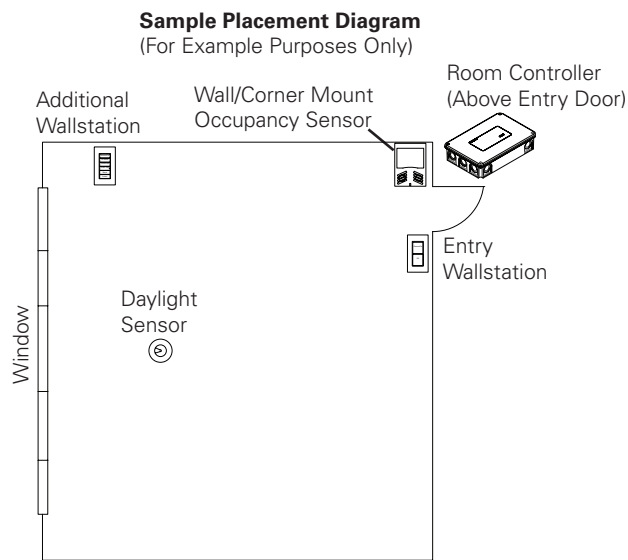 Sample Placement Diagram
(For Example Purposes Only)
Room Controller
(Above Entry Door)
Additional
Wallstation
Wall/Corner Mount
Occupancy Sensor
Entry
Wallstation
Daylight
Sensor
Window